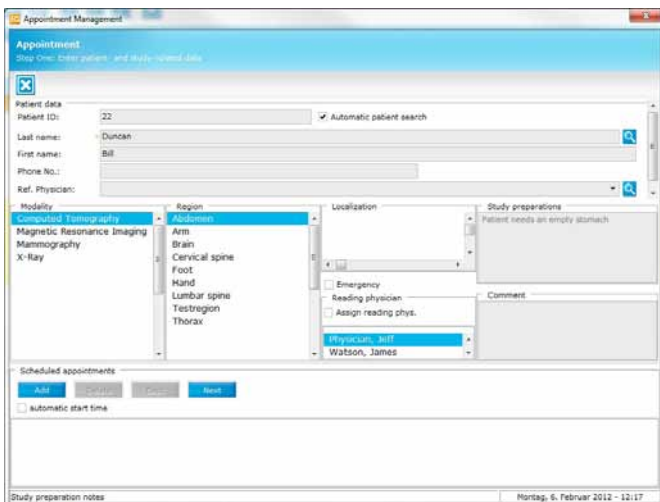 Appointment Management
Appointment
Step One: Enter patient- and study-related data
Patient data
Patient ID: 22 Automatic patient search
Last name: Duncan
First name: Bill
Phone No.:
Ref. Physician:
Modality
Computed Tomography
Magnetic Resonance Imaging
Mammography
X-Ray
Region
Abdomen
Arm
Brain
Cervical spine
Foot
Hand
Lumbar spine
Testregion
Thorax
Localization
Emergency
Reading physician
Assign reading phys.
Physician, Jeff
Watson, James
Study preparations
Patient needs an empty stomach
Comment
Scheduled appointments
Add Next
automatic start time
Study preparation notes Montag, 6. Februar 2012 - 12:17